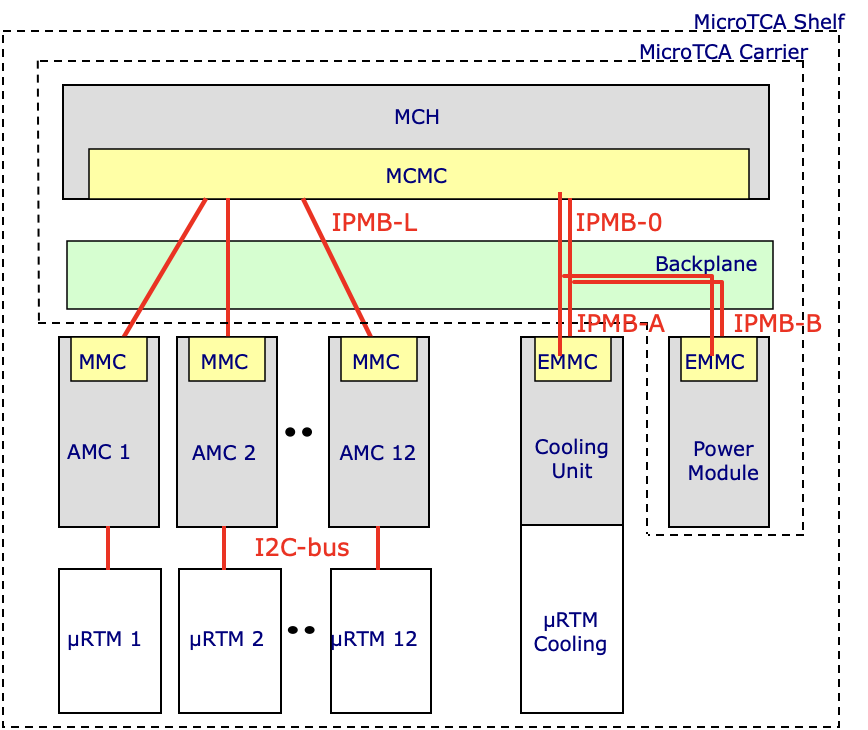 MicroTCA Shelf
MicroTCA Carrier
MCH
MCMC
IPMB-L
IPMB-0
Backplane
IPMB-A
IPMB-B
MMC
MMC
MMC
EMMC
EMMC
AMC 1
AMC 2
AMC 12
Cooling
Unit
Power
Module
I2C-bus
µRTM 1
µRTM 2
µRTM 12
µRTM
Cooling